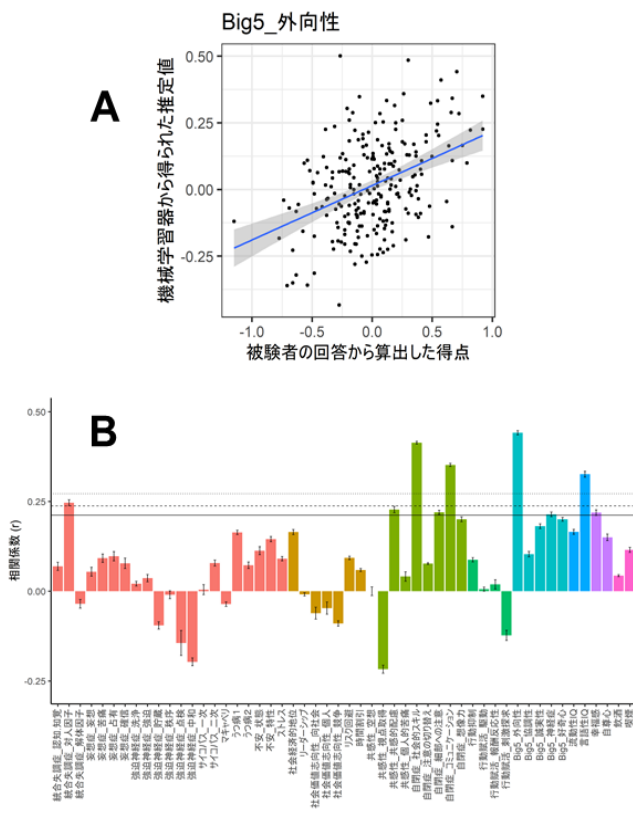 Big5_外向性
A
機械学習器から得られた推定値
0.50
0.25
0.00
-0.25
-1.0
-0.5
0.0
0.5
1.0
被験者の回答から算出した得点
B
相関係数 (r)
0.50
0.25
0.00
-0.25
統合失調症_認知.知覚
統合失調症_対人因子
統合失調症_解体因子
妄想症_妄想
妄想症_苦痛
妄想症_占有
妄想症_確信
強迫神経症_洗浄
強迫神経症_強迫
強迫神経症_貯蔵
強迫神経症_秩序
強迫神経症_点検
強迫神経症_中和
サイコパス_一次
サイコパス_二次
マキャベリ
うつ病1
うつ病2
不安_状態
不安_特性
ストレス
社会経済的地位
リーダーシップ
社会価値志向性_向社会
社会価値志向性_個人
社会価値志向性_競争
リスク回避
時間割引
共感性_空想
共感性_視点取得
共感性_共感的配慮
共感性_個人的苦痛
自閉症_社会的スキル
自閉症_注意の切り替え
自閉症_細部への注意
自閉症_コミュニケーション
自閉症_想像力
行動抑制
行動賦活_駆動
行動賦活_報酬反応性
行動賦活_刺激探求
Big5_外向性
Big5_協調性
Big5_誠実性
Big5_神経症
Big5_好奇心
流動性IQ
言語性IQ
幸福感
自尊心
飲酒
喫煙